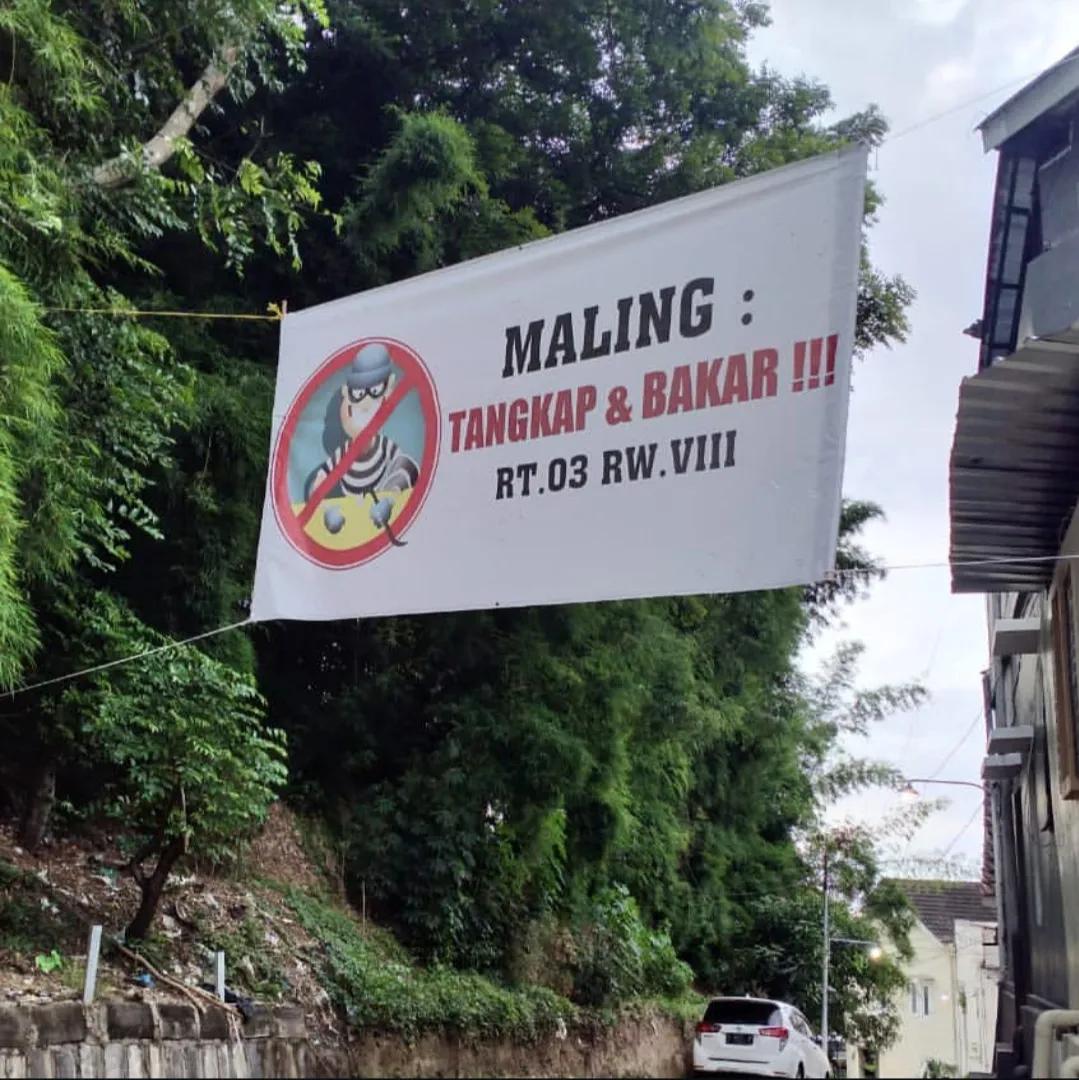 MALING :
TANGKAP & BAKAR !!!
RT.03 RW.VIII